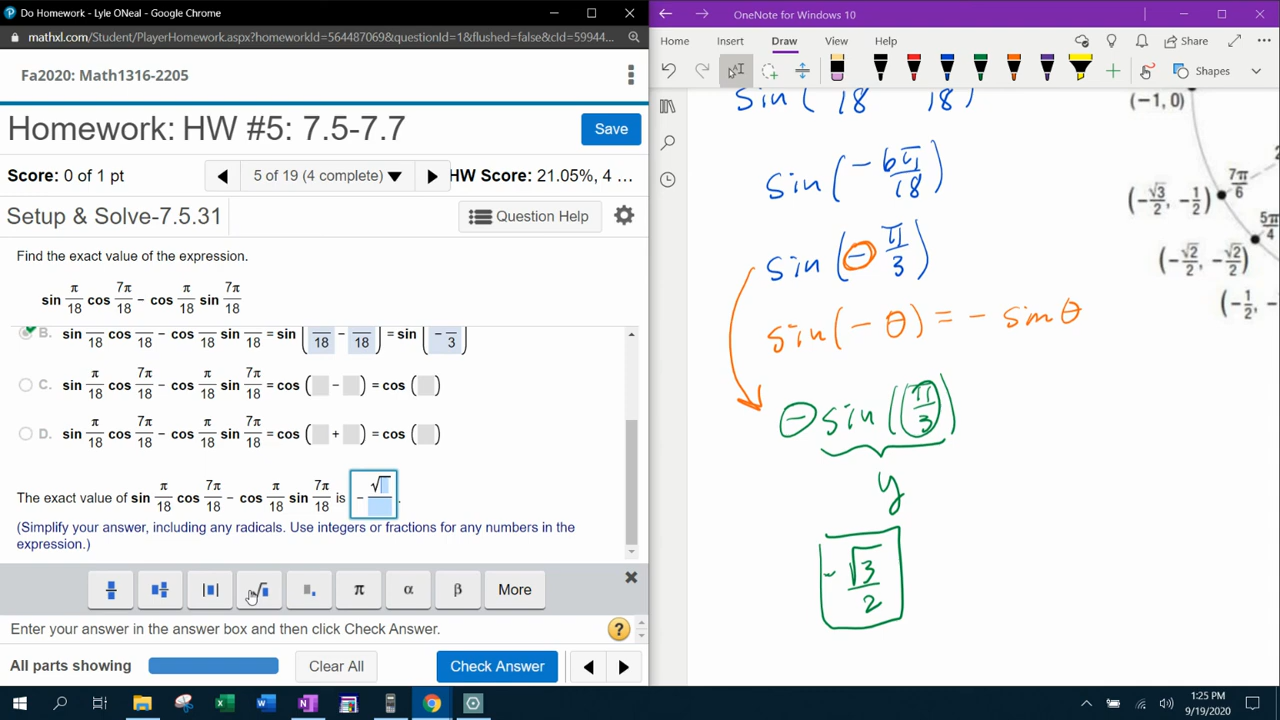 Do Homework - Lyle ONeal - Google Chrome
mathxl.com/Student/PlayerHomework.aspx?homeworkId=564487069&questionId=1&flushed=false&cId=59944...
Fa2020: Math1316-2205
Homework: HW #5: 7.5-7.7
Save
Score: 0 of 1 pt
5 of 19 (4 complete)
HW Score: 21.05%, 4 ...
Setup & Solve-7.5.31
Question Help
Find the exact value of the expression.
sin π/18 cos 7π/18 − cos π/18 sin 7π/18
B. sin /18 cos /18 − cos /18 sin /18 = sin ( /18 − /18 ) = sin ( − /3 )
C. sin π/18 cos 7π/18 − cos π/18 sin 7π/18 = cos ( − ) = cos ( )
D. sin π/18 cos 7π/18 − cos π/18 sin 7π/18 = cos ( + ) = cos ( )
The exact value of sin π/18 cos 7π/18 − cos π/18 sin 7π/18 is − √ .
(Simplify your answer, including any radicals. Use integers or fractions for any numbers in the
expression.)
π α β More
Enter your answer in the answer box and then click Check Answer.
?
All parts showing
Clear All
Check Answer
OneNote for Windows 10
Home Insert Draw View Help
Share
Shapes
sin ( 18 18 )
sin ( − 6π/18 )
sin ( − π/3 )
sin ( − θ ) = − sin θ
− sin ( π/3 )
y
− √3/2
(−1, 0)
7π/6
(−√3/2, −1/2)
5π/4
(−√2/2, −√2/2)
(−1/2, −
1:25 PM
9/19/2020